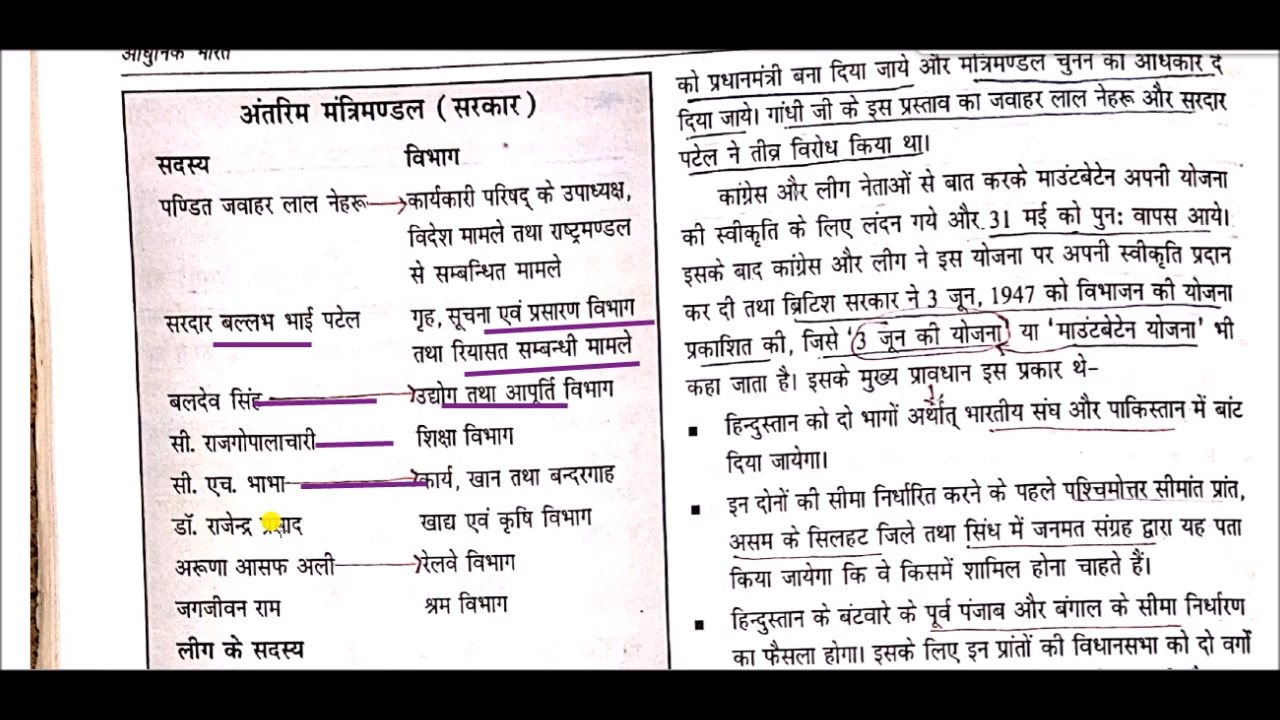 आधुनिक भारत
अंतरिम मंत्रिमण्डल (सरकार)
सदस्य विभाग
पण्डित जवाहर लाल नेहरू कार्यकारी परिषद् के उपाध्यक्ष,
विदेश मामले तथा राष्ट्रमण्डल
से सम्बन्धित मामले
सरदार बल्लभ भाई पटेल गृह, सूचना एवं प्रसारण विभाग
तथा रियासत सम्बन्धी मामले
बलदेव सिंह उद्योग तथा आपूर्ति विभाग
सी. राजगोपालाचारी शिक्षा विभाग
सी. एच. भाभा कार्य, खान तथा बन्दरगाह
डॉ. राजेन्द्र प्रसाद खाद्य एवं कृषि विभाग
अरूणा आसफ अली रेलवे विभाग
जगजीवन राम श्रम विभाग
लीग के सदस्य
को प्रधानमंत्री बना दिया जाये और मंत्रिमण्डल चुनने का अधिकार दे
दिया जाये। गांधी जी के इस प्रस्ताव का जवाहर लाल नेहरू और सरदार
पटेल ने तीव्र विरोध किया था।
कांग्रेस और लीग नेताओं से बात करके माउंटबेटेन अपनी योजना
की स्वीकृति के लिए लंदन गये और 31 मई को पुन: वापस आये।
इसके बाद कांग्रेस और लीग ने इस योजना पर अपनी स्वीकृति प्रदान
कर दी तथा ब्रिटिश सरकार ने 3 जून, 1947 को विभाजन की योजना
प्रकाशित की, जिसे '3 जून की योजना' या 'माउंटबेटेन योजना' भी
कहा जाता है। इसके मुख्य प्रावधान इस प्रकार थे-
▪ हिन्दुस्तान को दो भागों अर्थात् भारतीय संघ और पाकिस्तान में बांट
दिया जायेगा।
▪ इन दोनों की सीमा निर्धारित करने के पहले पश्चिमोत्तर सीमांत प्रांत,
असम के सिलहट जिले तथा सिंध में जनमत संग्रह द्वारा यह पता
किया जायेगा कि वे किसमें शामिल होना चाहते हैं।
▪ हिन्दुस्तान के बंटवारे के पूर्व पंजाब और बंगाल के सीमा निर्धारण
का फैसला होगा। इसके लिए इन प्रांतों की विधानसभा को दो वर्गों